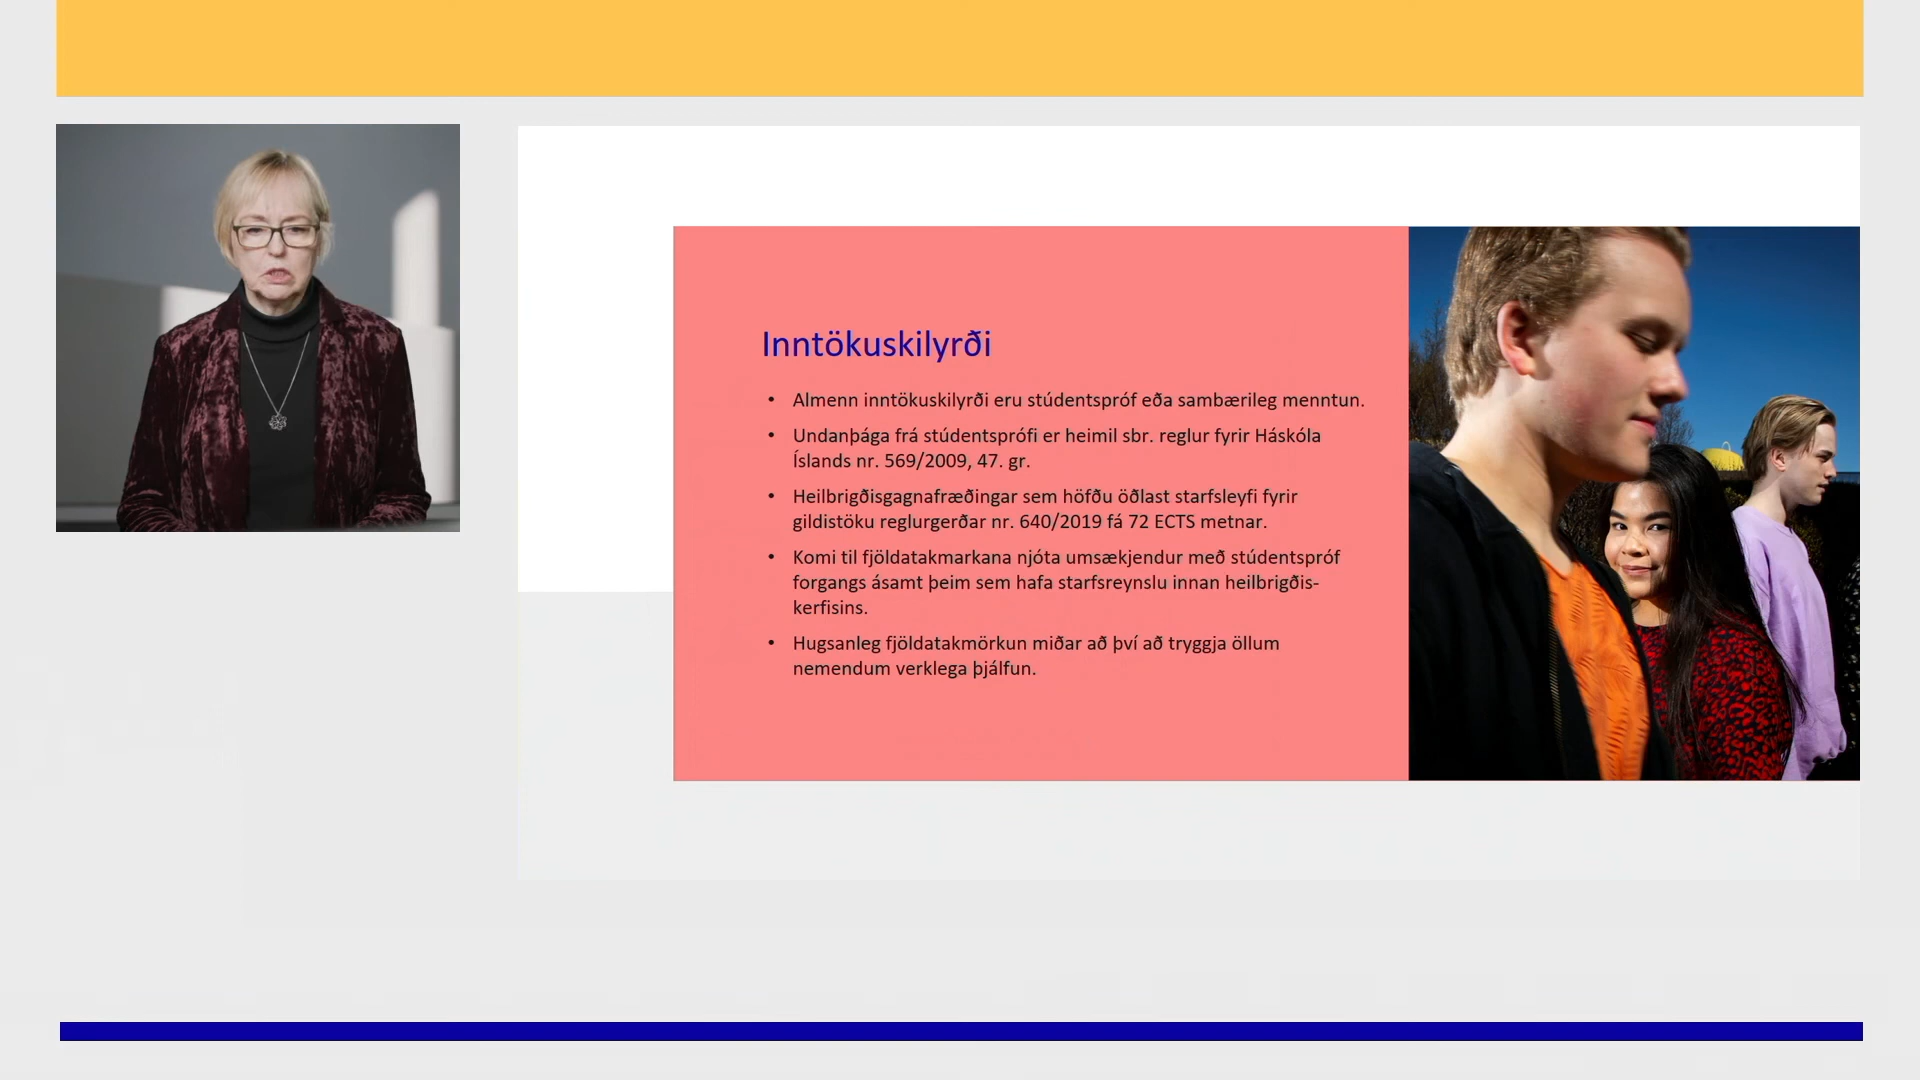 Inntökuskilyrði
• Almenn inntökuskilyrði eru stúdentspróf eða sambærileg menntun.
• Undanþága frá stúdentsprófi er heimil sbr. reglur fyrir Háskóla
Íslands nr. 569/2009, 47. gr.
• Heilbrigðisgagnafræðingar sem höfðu öðlast starfsleyfi fyrir
gildistöku reglurgerðar nr. 640/2019 fá 72 ECTS metnar.
• Komi til fjöldatakmarkana njóta umsækjendur með stúdentspróf
forgangs ásamt þeim sem hafa starfsreynslu innan heilbrigðis-
kerfisins.
• Hugsanleg fjöldatakmörkun miðar að því að tryggja öllum
nemendum verklega þjálfun.